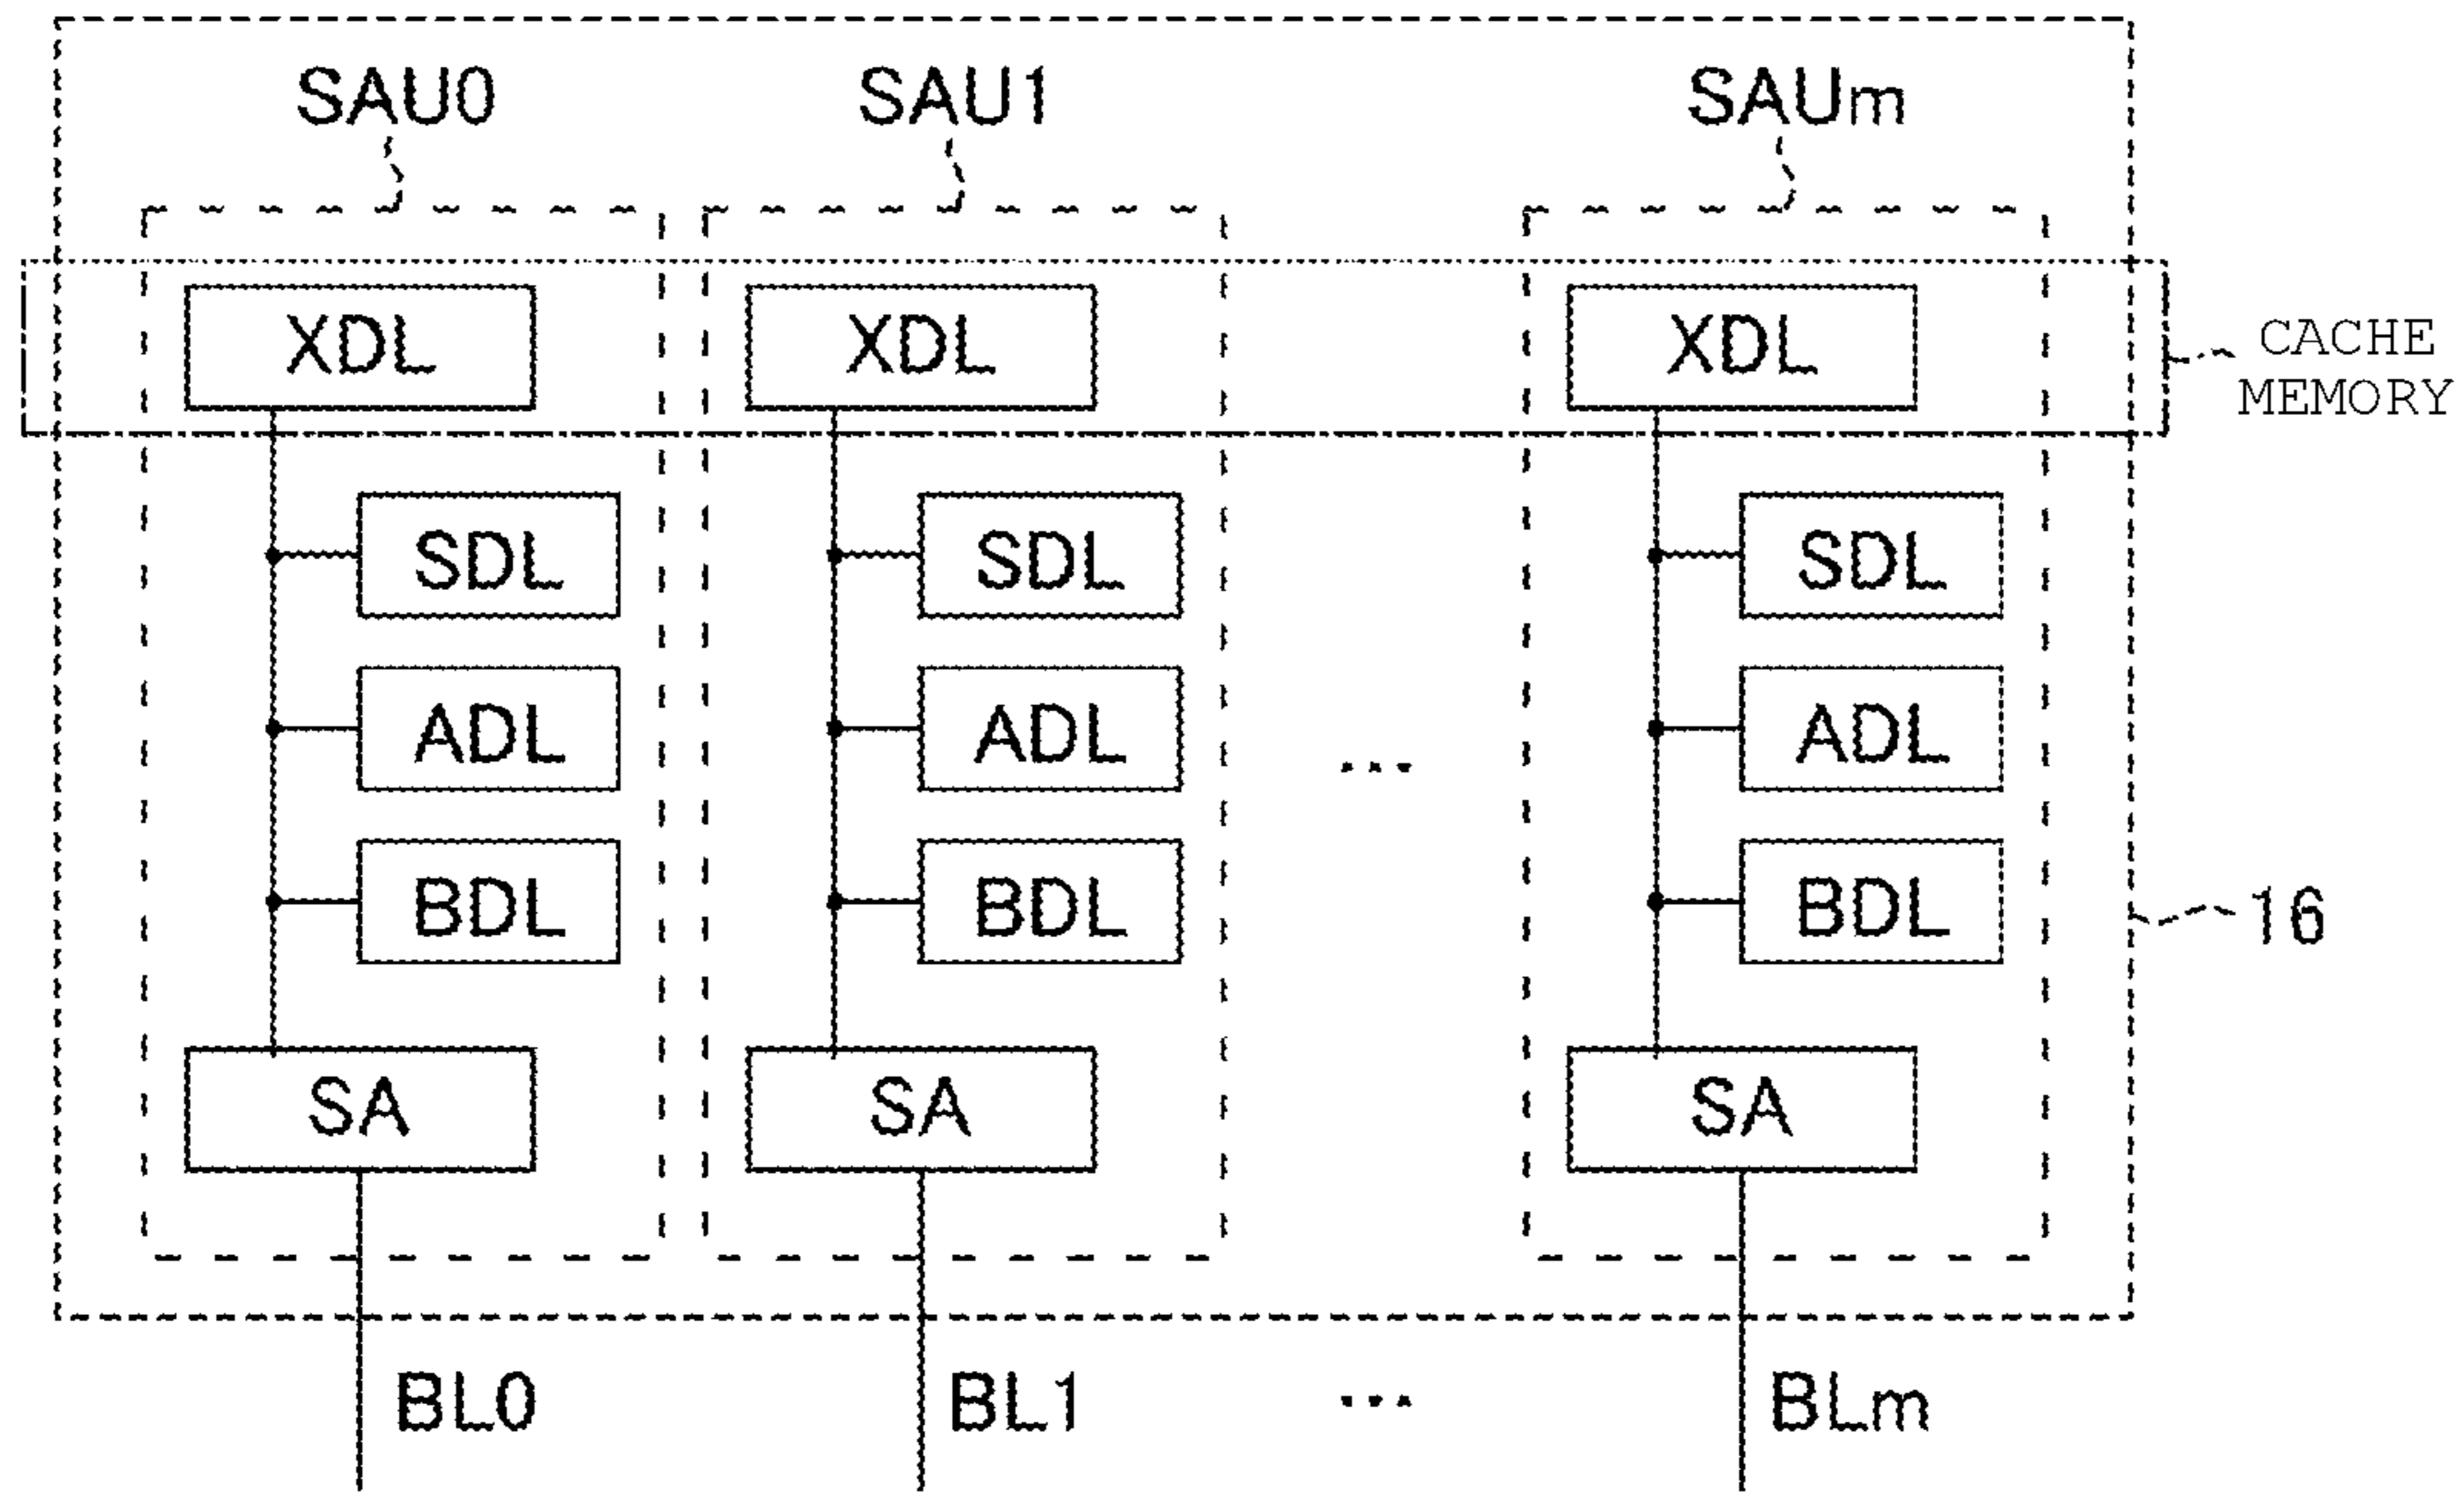 SAU0 SAU1 SAUm
XDL XDL XDL
CACHE
MEMORY
SDL SDL SDL
ADL ADL ... ADL
BDL BDL BDL
16
SA SA SA
BL0 BL1 ... BLm